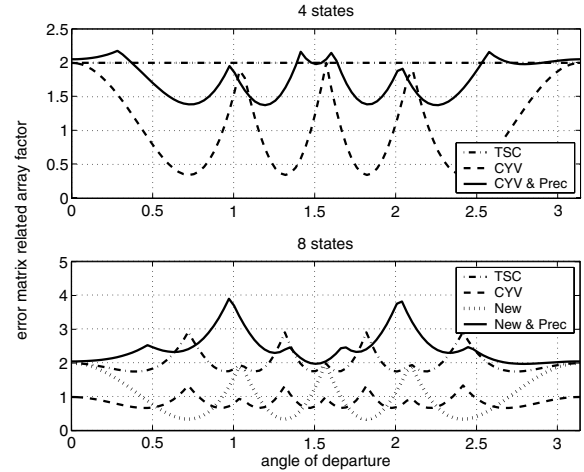 4 states
2.5
2
1.5
1
0.5
0
0 0.5 1 1.5 2 2.5 3
TSC
CYV
CYV & Prec
error matrix related array factor
8 states
5
4
3
2
1
0
0 0.5 1 1.5 2 2.5 3
TSC
CYV
New
New & Prec
angle of departure